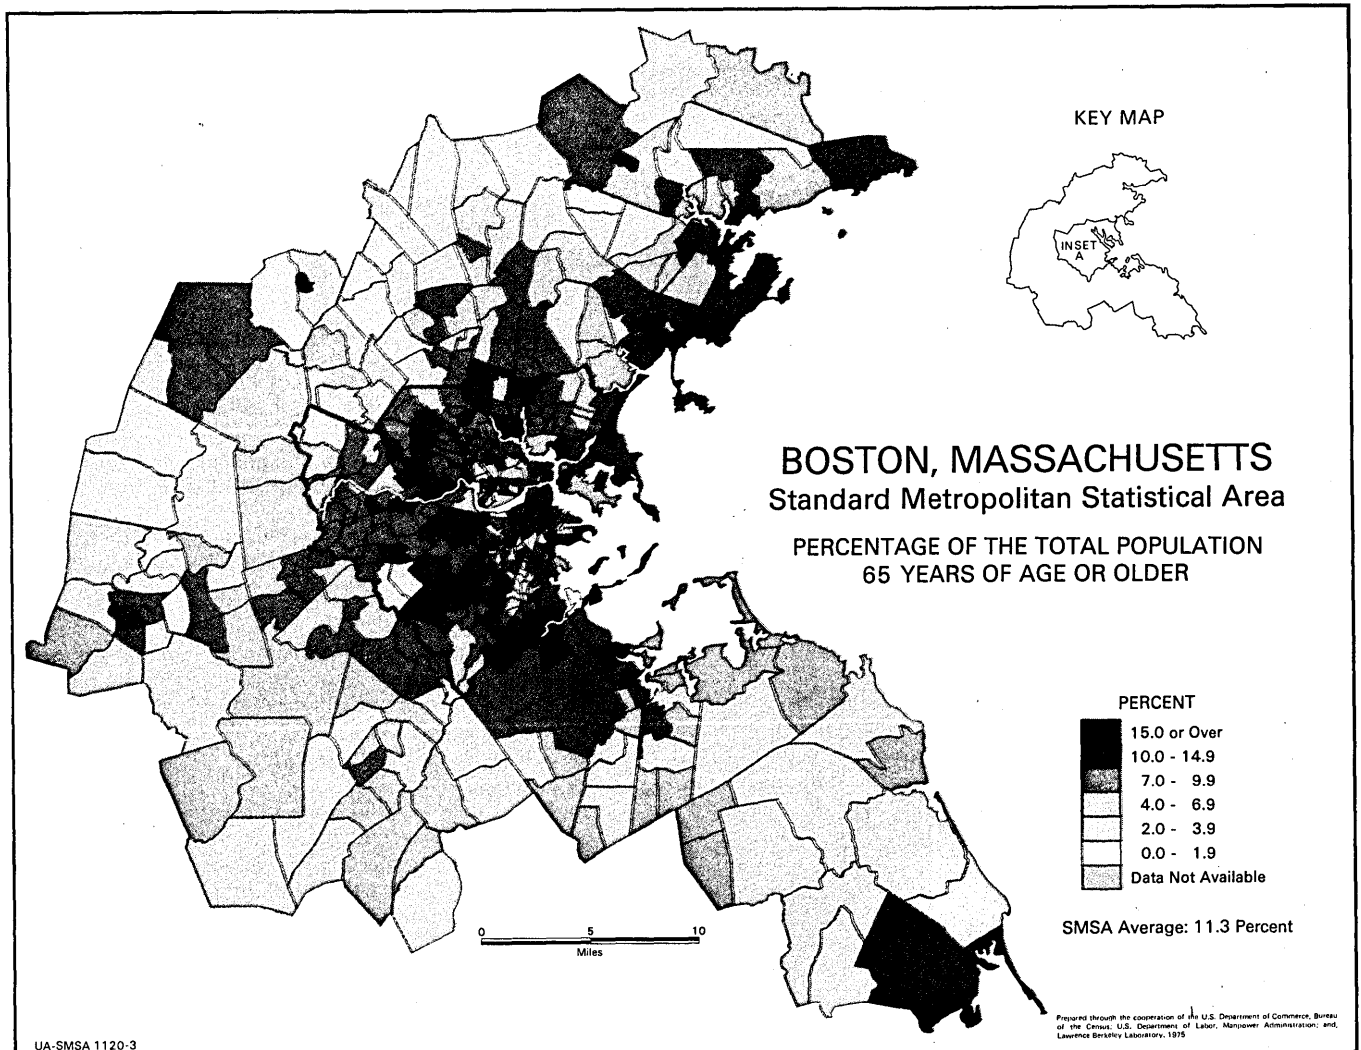 KEY MAP
INSET
A
BOSTON, MASSACHUSETTS
Standard Metropolitan Statistical Area
PERCENTAGE OF THE TOTAL POPULATION
65 YEARS OF AGE OR OLDER
PERCENT
15.0 or Over
10.0 - 14.9
7.0 - 9.9
4.0 - 6.9
2.0 - 3.9
0.0 - 1.9
Data Not Available
SMSA Average: 11.3 Percent
0 5 10
Miles
Prepared through the cooperation of the U.S. Department of Commerce, Bureau
of the Census; U.S. Department of Labor, Manpower Administration; and,
Lawrence Berkeley Laboratory, 1975
UA-SMSA 1120-3